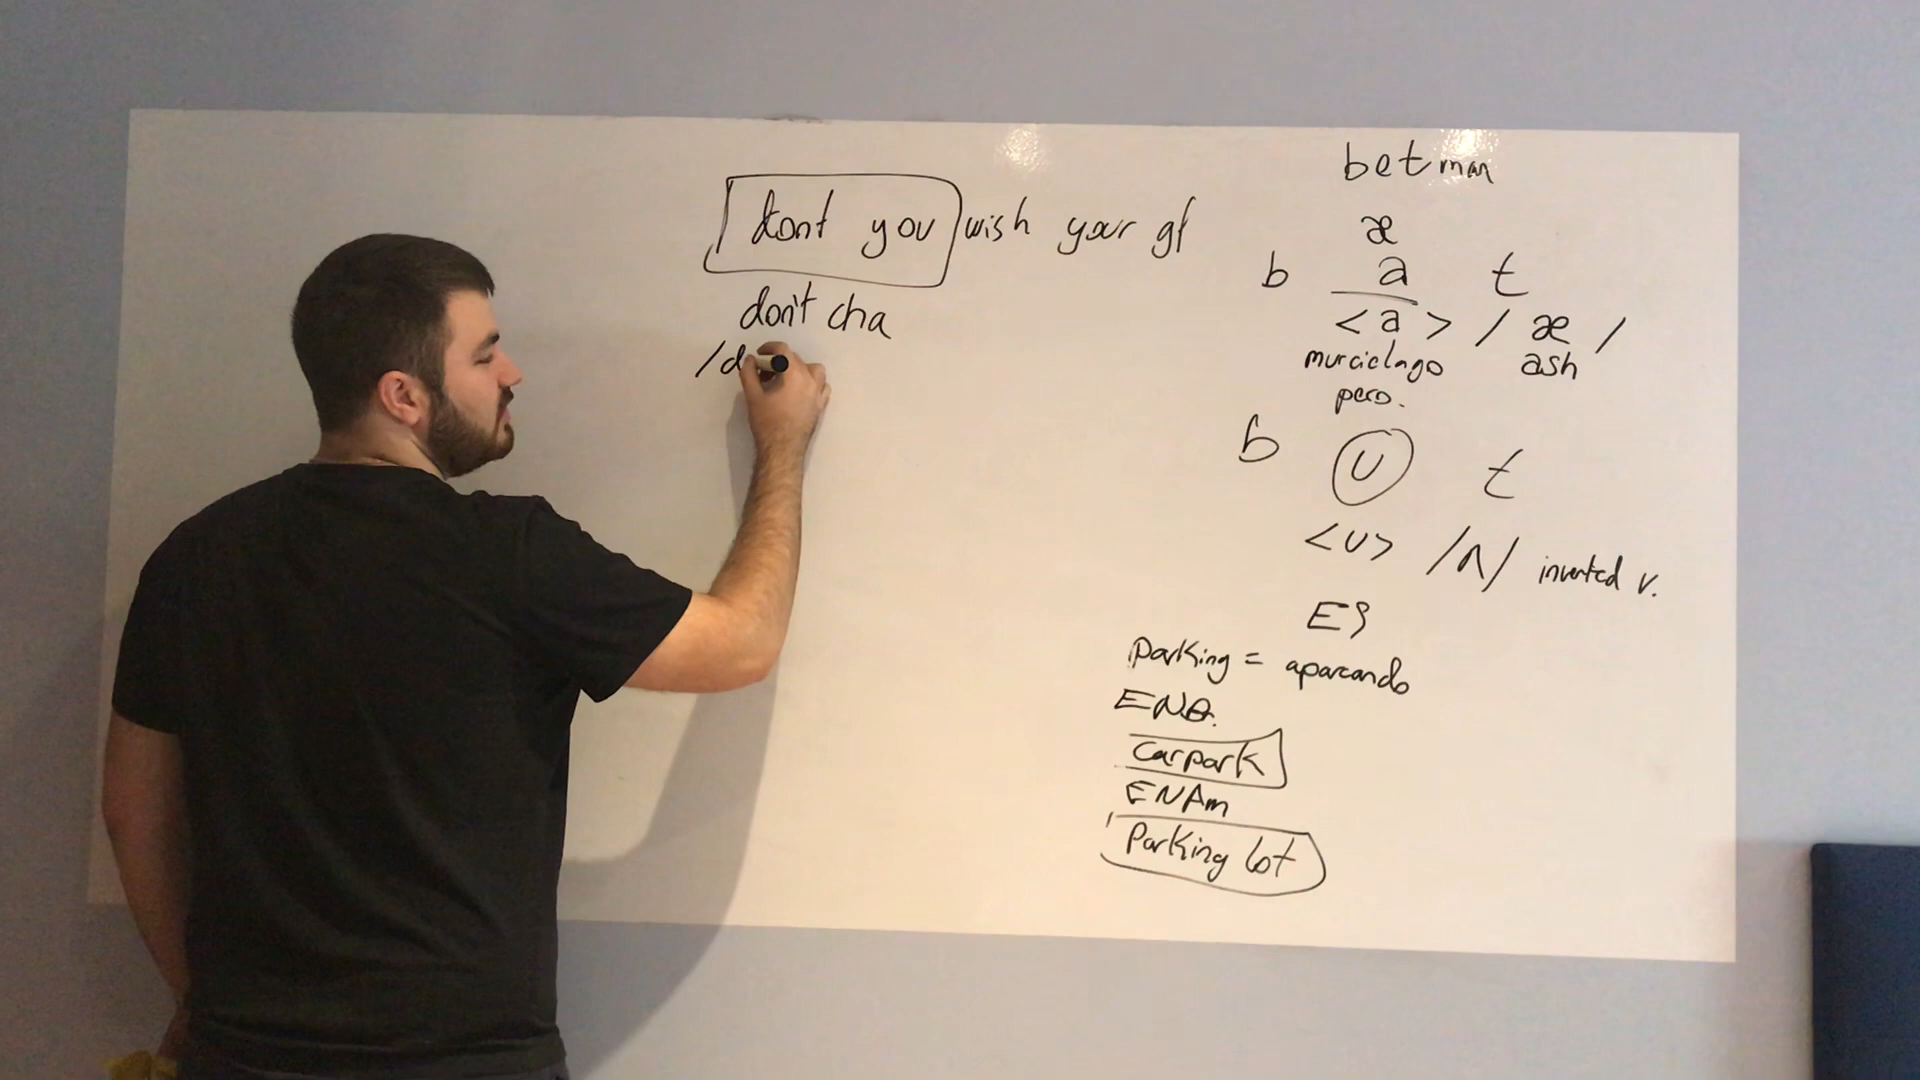 dont you wish your gf
don't cha
/d
betman
æ
b a t
<a> / æ /
murcielago ash
pero.
b u t
<u> /ʌ/ inverted v.
ES
parking = aparcando
ENG.
carpark
ENAm
Parking lot